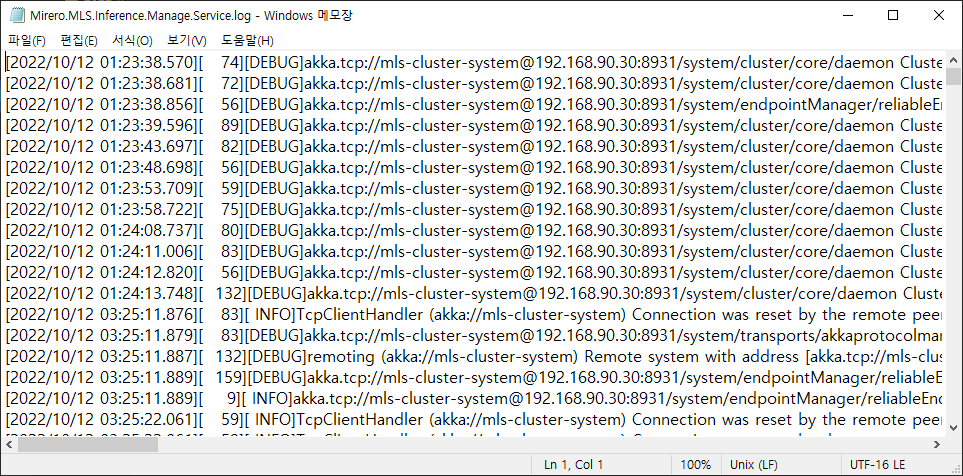 Mirero.MLS.Inference.Manage.Service.log - Windows 메모장
파일(F) 편집(E) 서식(O) 보기(V) 도움말(H)
[2022/10/12 01:23:38.570][ 74][DEBUG]akka.tcp://mls-cluster-system@192.168.90.30:8931/system/cluster/core/daemon Cluste
[2022/10/12 01:23:38.681][ 72][DEBUG]akka.tcp://mls-cluster-system@192.168.90.30:8931/system/cluster/core/daemon Cluste
[2022/10/12 01:23:38.856][ 56][DEBUG]akka.tcp://mls-cluster-system@192.168.90.30:8931/system/endpointManager/reliableEn
[2022/10/12 01:23:39.596][ 89][DEBUG]akka.tcp://mls-cluster-system@192.168.90.30:8931/system/cluster/core/daemon Cluste
[2022/10/12 01:23:43.697][ 82][DEBUG]akka.tcp://mls-cluster-system@192.168.90.30:8931/system/cluster/core/daemon Cluste
[2022/10/12 01:23:48.698][ 56][DEBUG]akka.tcp://mls-cluster-system@192.168.90.30:8931/system/cluster/core/daemon Cluste
[2022/10/12 01:23:53.709][ 59][DEBUG]akka.tcp://mls-cluster-system@192.168.90.30:8931/system/cluster/core/daemon Cluste
[2022/10/12 01:23:58.722][ 75][DEBUG]akka.tcp://mls-cluster-system@192.168.90.30:8931/system/cluster/core/daemon Cluste
[2022/10/12 01:24:08.737][ 80][DEBUG]akka.tcp://mls-cluster-system@192.168.90.30:8931/system/cluster/core/daemon Cluste
[2022/10/12 01:24:11.006][ 83][DEBUG]akka.tcp://mls-cluster-system@192.168.90.30:8931/system/cluster/core/daemon Cluste
[2022/10/12 01:24:12.820][ 56][DEBUG]akka.tcp://mls-cluster-system@192.168.90.30:8931/system/cluster/core/daemon Cluste
[2022/10/12 01:24:13.748][ 132][DEBUG]akka.tcp://mls-cluster-system@192.168.90.30:8931/system/cluster/core/daemon Cluste
[2022/10/12 03:25:11.876][ 83][ INFO]TcpClientHandler (akka://mls-cluster-system) Connection was reset by the remote peer
[2022/10/12 03:25:11.879][ 83][DEBUG]akka.tcp://mls-cluster-system@192.168.90.30:8931/system/transports/akkaprotocolmar
[2022/10/12 03:25:11.887][ 132][DEBUG]remoting (akka://mls-cluster-system) Remote system with address [akka.tcp://mls-clus
[2022/10/12 03:25:11.889][ 159][DEBUG]akka.tcp://mls-cluster-system@192.168.90.30:8931/system/endpointManager/reliableE
[2022/10/12 03:25:11.889][ 9][ INFO]akka.tcp://mls-cluster-system@192.168.90.30:8931/system/endpointManager/reliableEnd
[2022/10/12 03:25:22.061][ 59][ INFO]TcpClientHandler (akka://mls-cluster-system) Connection was reset by the remote peer
Ln 1, Col 1 100% Unix (LF) UTF-16 LE